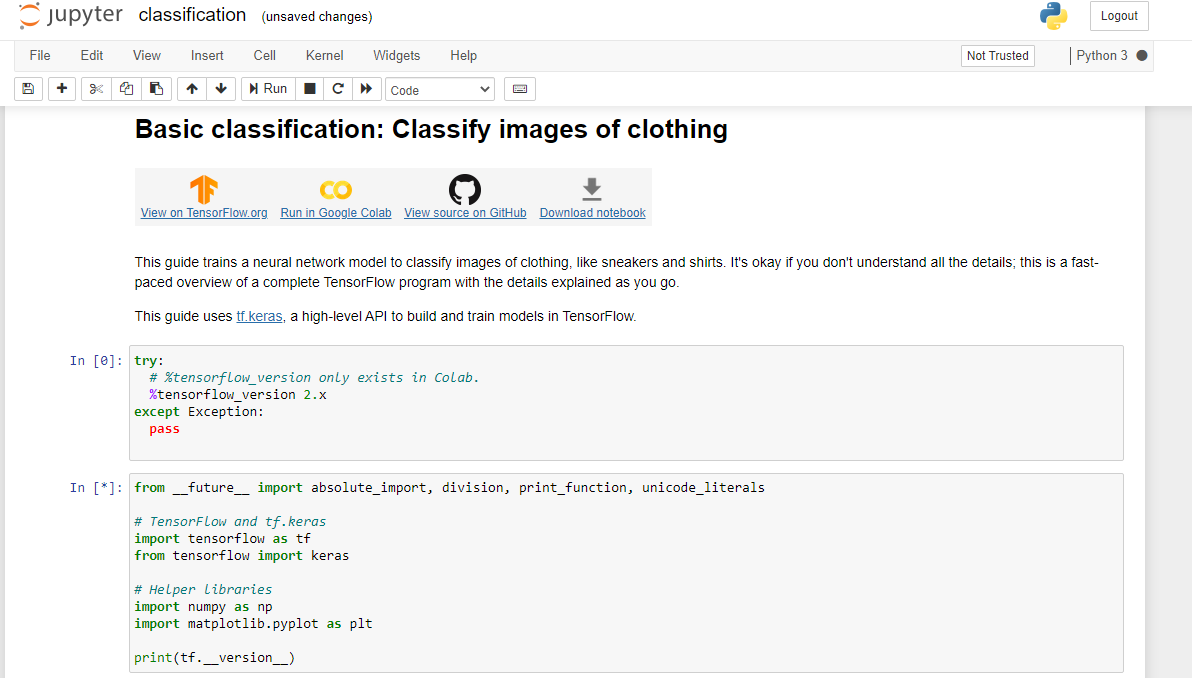 jupyter classification (unsaved changes) Logout
File Edit View Insert Cell Kernel Widgets Help Not Trusted Python 3
Run Code
Basic classification: Classify images of clothing
View on TensorFlow.org Run in Google Colab View source on GitHub Download notebook
This guide trains a neural network model to classify images of clothing, like sneakers and shirts. It's okay if you don't understand all the details; this is a fast-
paced overview of a complete TensorFlow program with the details explained as you go.
This guide uses tf.keras, a high-level API to build and train models in TensorFlow.
In [0]: try:
# %tensorflow_version only exists in Colab.
%tensorflow_version 2.x
except Exception:
pass
In [*]: from __future__ import absolute_import, division, print_function, unicode_literals
# TensorFlow and tf.keras
import tensorflow as tf
from tensorflow import keras
# Helper libraries
import numpy as np
import matplotlib.pyplot as plt
print(tf.__version__)